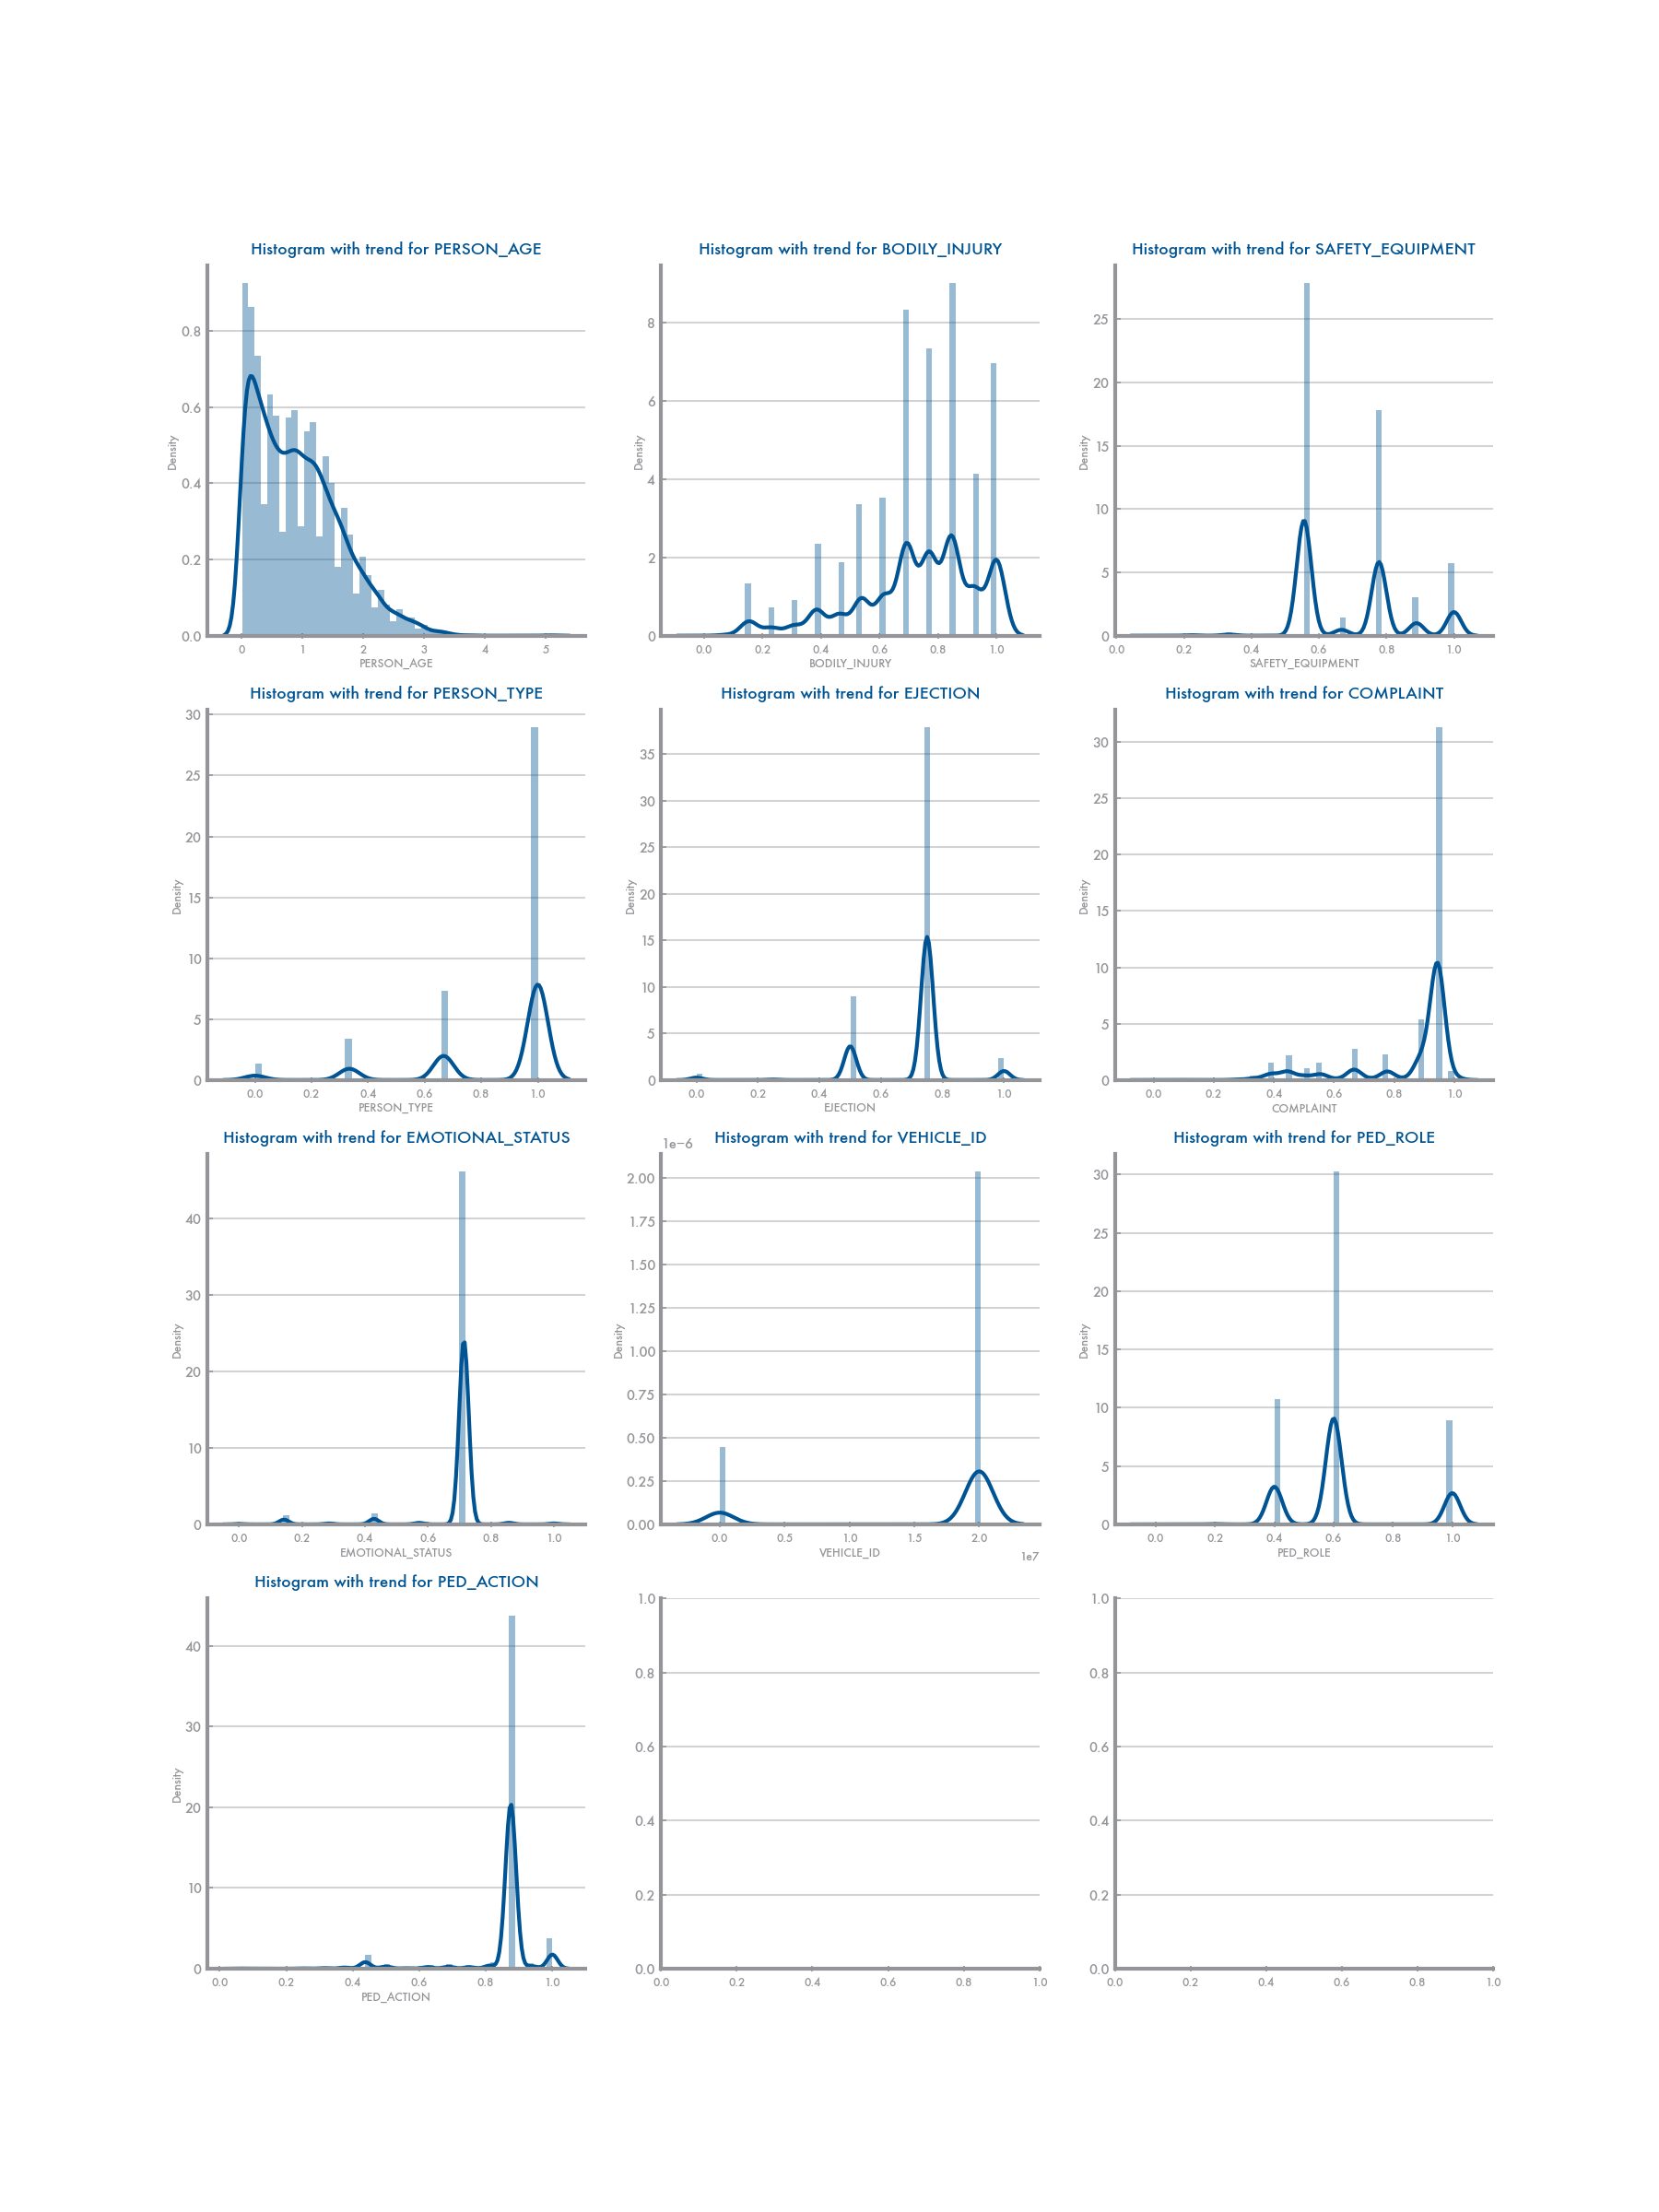 Histogram with trend for PERSON_AGE
0.8
0.6
0.4
0.2
0.0
Density
0 1 2 3 4 5
PERSON_AGE
Histogram with trend for BODILY_INJURY
8
6
4
2
0
Density
0.0 0.2 0.4 0.6 0.8 1.0
BODILY_INJURY
Histogram with trend for SAFETY_EQUIPMENT
25
20
15
10
5
0
Density
0.0 0.2 0.4 0.6 0.8 1.0
SAFETY_EQUIPMENT
Histogram with trend for PERSON_TYPE
30
25
20
15
10
5
0
Density
0.0 0.2 0.4 0.6 0.8 1.0
PERSON_TYPE
Histogram with trend for EJECTION
35
30
25
20
15
10
5
0
Density
0.0 0.2 0.4 0.6 0.8 1.0
EJECTION
Histogram with trend for COMPLAINT
30
25
20
15
10
5
0
Density
0.0 0.2 0.4 0.6 0.8 1.0
COMPLAINT
Histogram with trend for EMOTIONAL_STATUS
40
30
20
10
0
Density
0.0 0.2 0.4 0.6 0.8 1.0
EMOTIONAL_STATUS
1e−6
Histogram with trend for VEHICLE_ID
2.00
1.75
1.50
1.25
1.00
0.75
0.50
0.25
0.00
Density
0.0 0.5 1.0 1.5 2.0
VEHICLE_ID
1e7
Histogram with trend for PED_ROLE
30
25
20
15
10
5
0
Density
0.0 0.2 0.4 0.6 0.8 1.0
PED_ROLE
Histogram with trend for PED_ACTION
40
30
20
10
0
Density
0.0 0.2 0.4 0.6 0.8 1.0
PED_ACTION
1.0
0.8
0.6
0.4
0.2
0.0
0.0 0.2 0.4 0.6 0.8 1.0
1.0
0.8
0.6
0.4
0.2
0.0
0.0 0.2 0.4 0.6 0.8 1.0